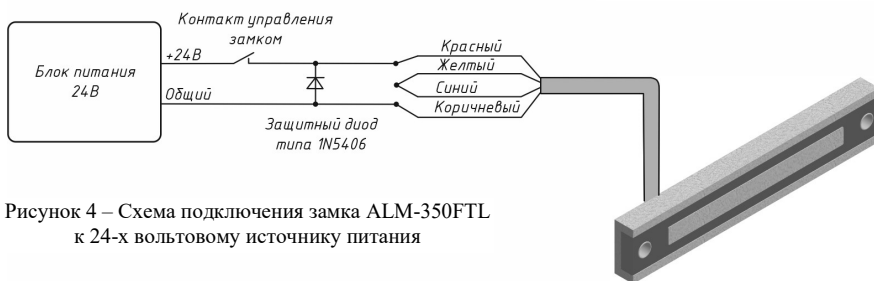 Контакт управления
замком
+24В
Красный
Желтый
Блок питания
24В
Синий
Общий
Коричневый
Защитный диод
типа 1N5406
Рисунок 4 – Схема подключения замка ALM-350FTL
к 24-х вольтовому источнику питания